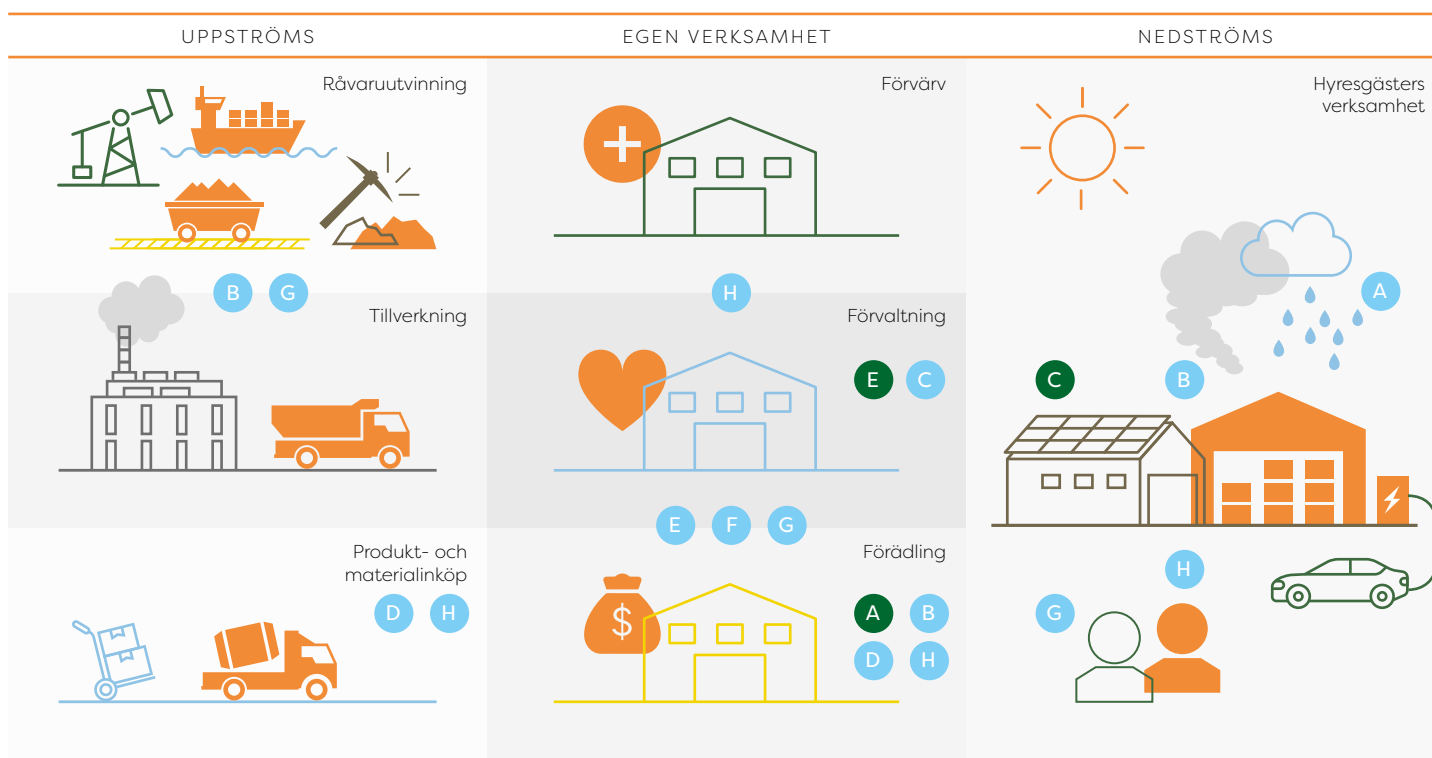 UPPSTRÖMS
EGEN VERKSAMHET
NEDSTRÖMS
Råvaruutvinning
B G
Tillverkning
Produkt- och
materialinköp
D H
Förvärv
H
Förvaltning
E C
E F G
Förädling
$
A B
D H
Hyresgästers
verksamhet
A
C B
H
G